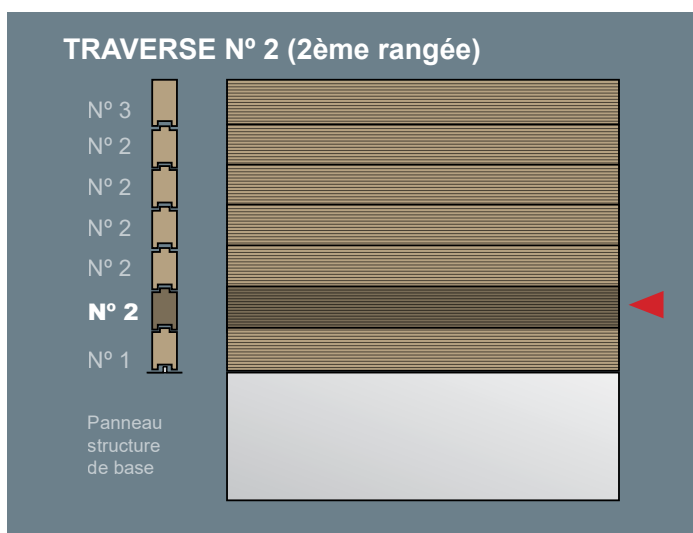 TRAVERSE Nº 2 (2ème rangée)
Nº 3
Nº 2
Nº 2
Nº 2
Nº 2
Nº 2
Nº 1
Panneau
structure
de base